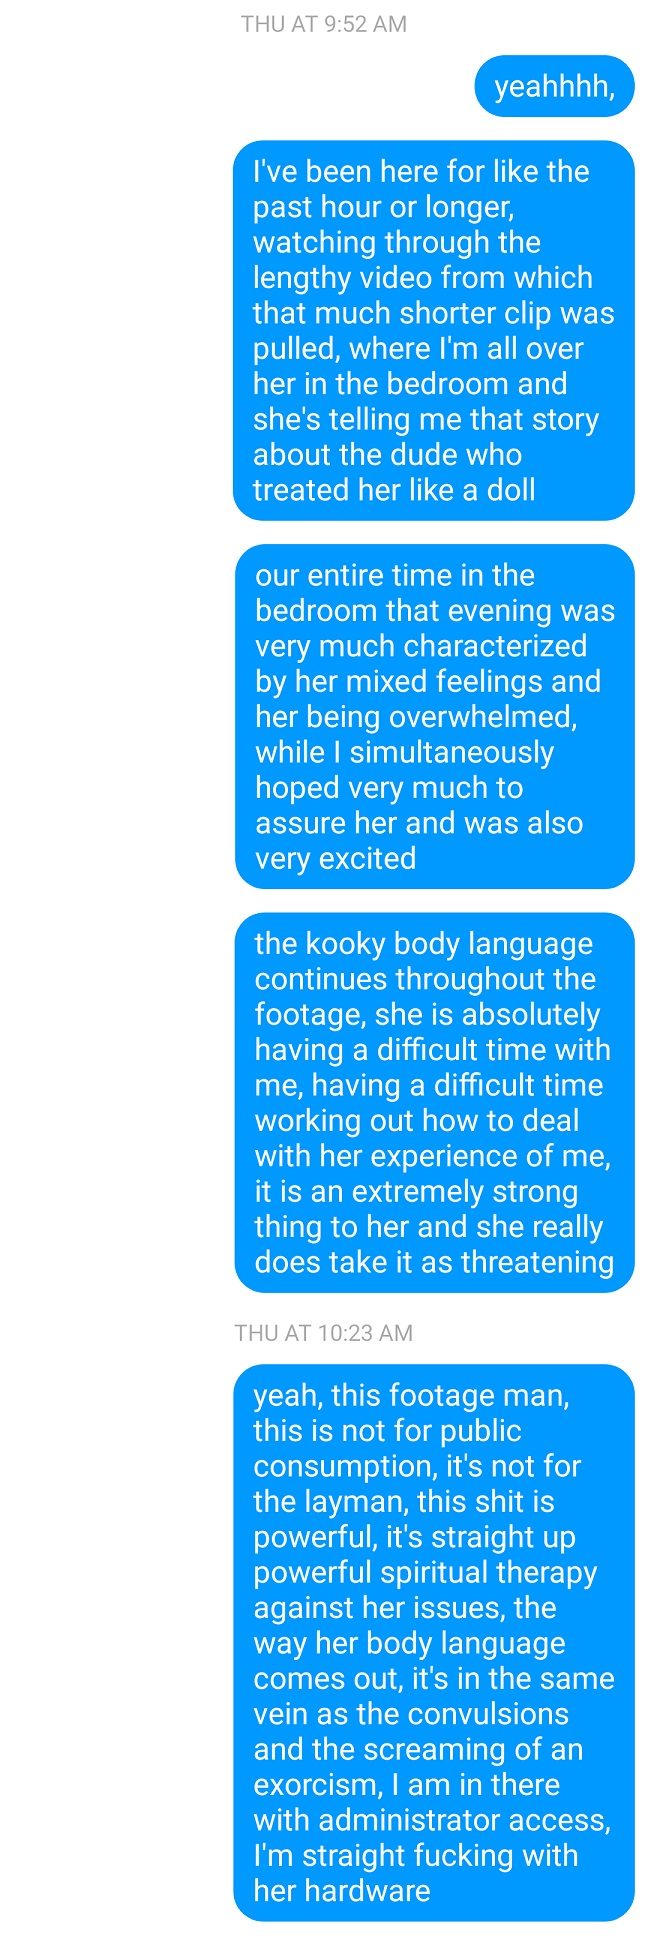 THU AT 9:52 AM
yeahhhh,
I've been here for like the
past hour or longer,
watching through the
lengthy video from which
that much shorter clip was
pulled, where I'm all over
her in the bedroom and
she's telling me that story
about the dude who
treated her like a doll
our entire time in the
bedroom that evening was
very much characterized
by her mixed feelings and
her being overwhelmed,
while I simultaneously
hoped very much to
assure her and was also
very excited
the kooky body language
continues throughout the
footage, she is absolutely
having a difficult time with
me, having a difficult time
working out how to deal
with her experience of me,
it is an extremely strong
thing to her and she really
does take it as threatening
THU AT 10:23 AM
yeah, this footage man,
this is not for public
consumption, it's not for
the layman, this shit is
powerful, it's straight up
powerful spiritual therapy
against her issues, the
way her body language
comes out, it's in the same
vein as the convulsions
and the screaming of an
exorcism, I am in there
with administrator access,
I'm straight fucking with
her hardware